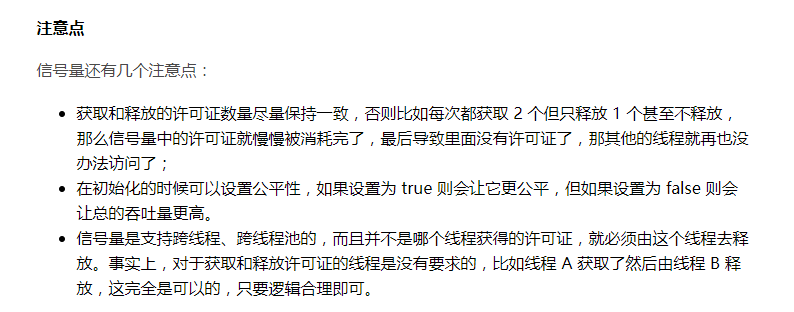 注意点
信号量还有几个注意点：
• 获取和释放的许可证数量尽量保持一致，否则比如每次都获取 2 个但只释放 1 个甚至不释放，
那么信号量中的许可证就慢慢被消耗完了，最后导致里面没有许可证了，那其他的线程就再也没
办法访问了；
• 在初始化的时候可以设置公平性，如果设置为 true 则会让它更公平，但如果设置为 false 则会
让总的吞吐量更高。
• 信号量是支持跨线程、跨线程池的，而且并不是哪个线程获得的许可证，就必须由这个线程去释
放。事实上，对于获取和释放许可证的线程是没有要求的，比如线程 A 获取了然后由线程 B 释
放，这完全是可以的，只要逻辑合理即可。